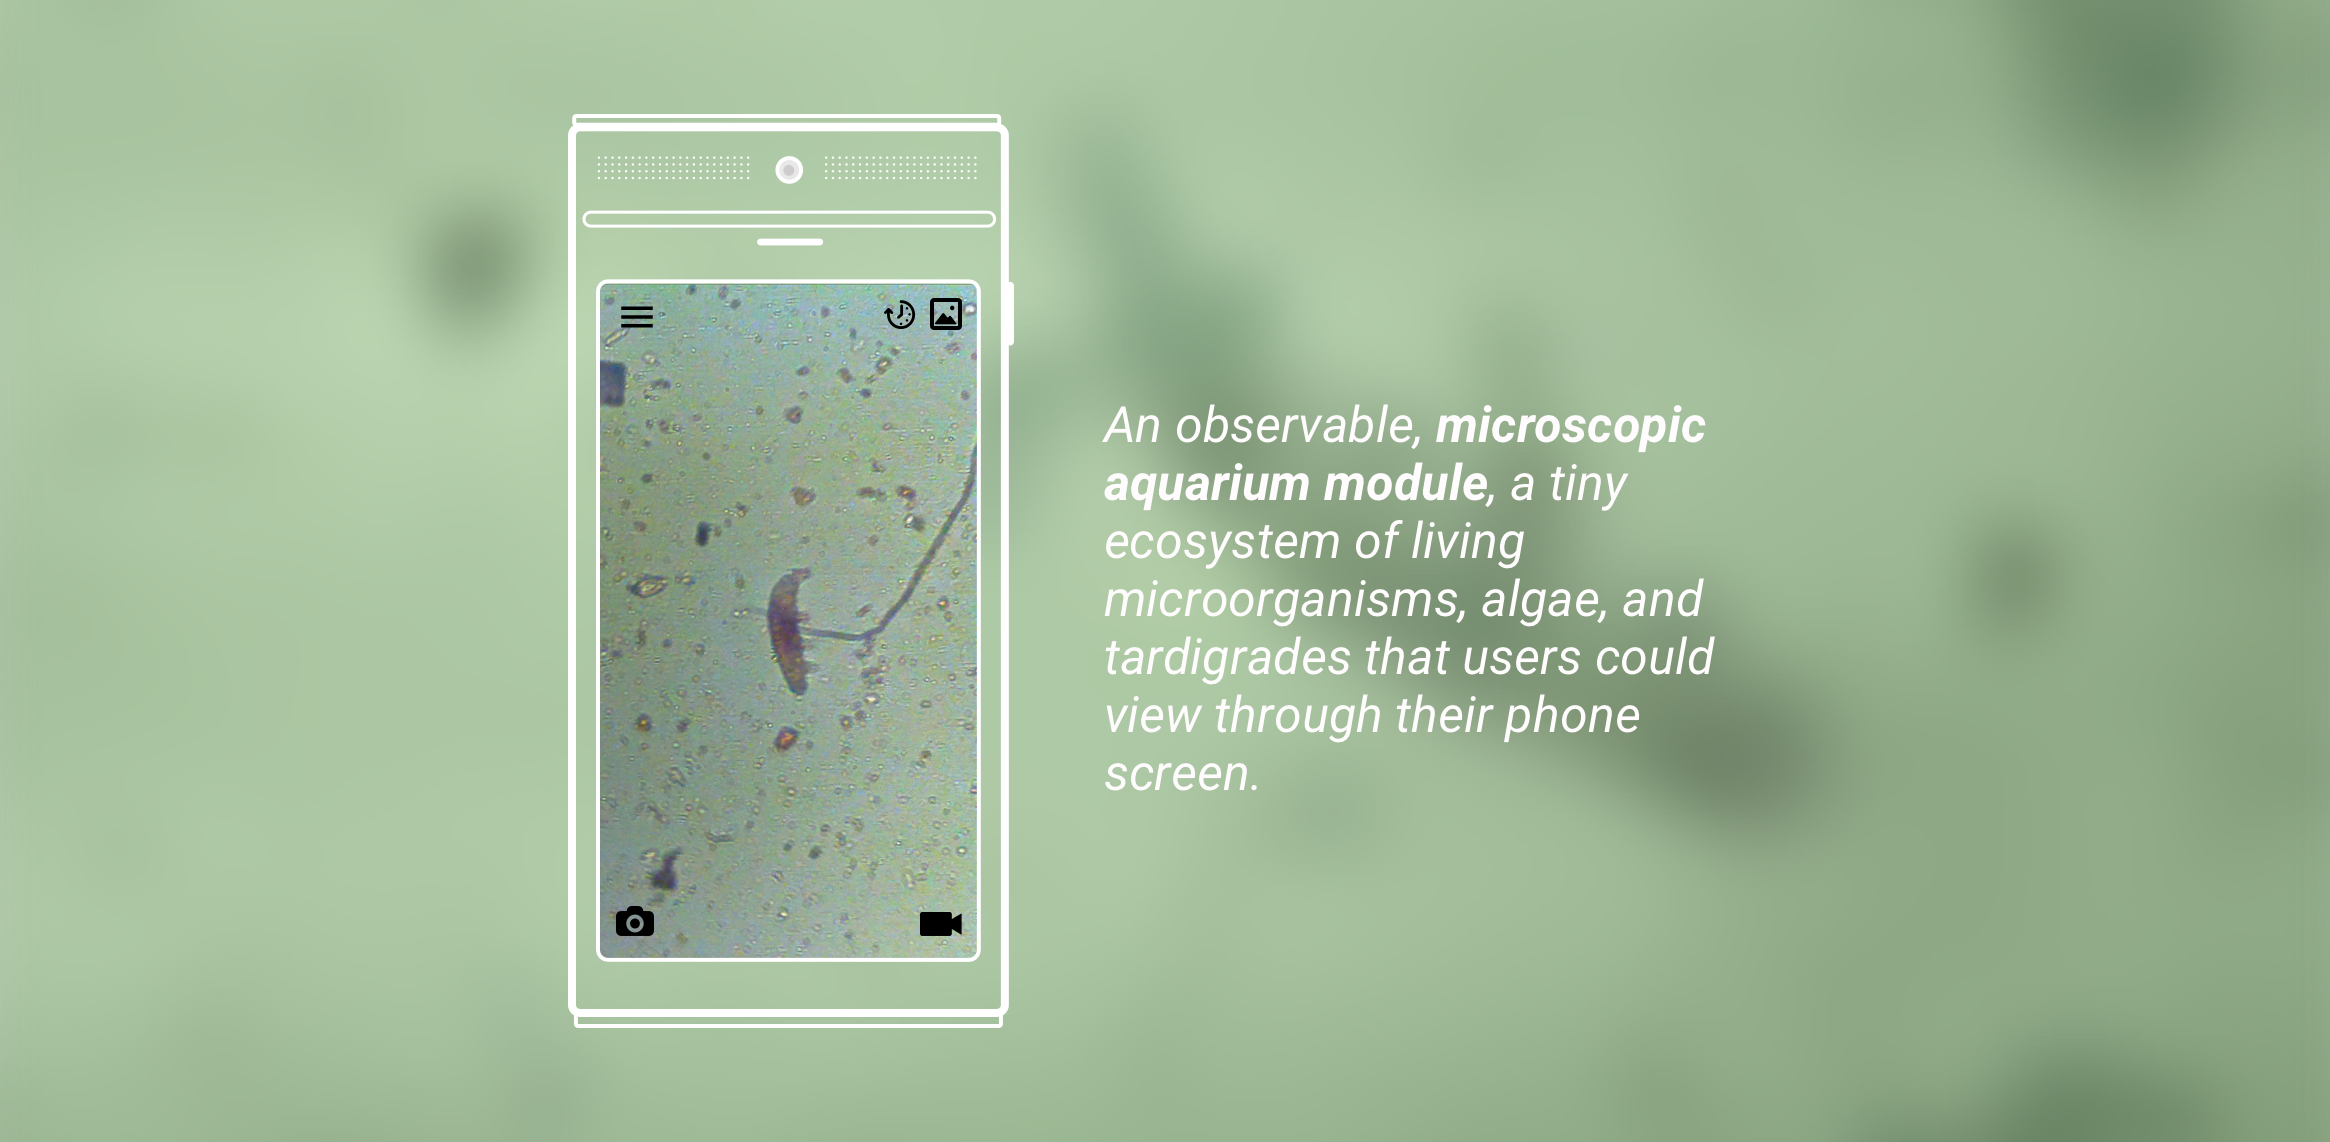 An observable, microscopic
aquarium module, a tiny
ecosystem of living
microorganisms, algae, and
tardigrades that users could
view through their phone
screen.